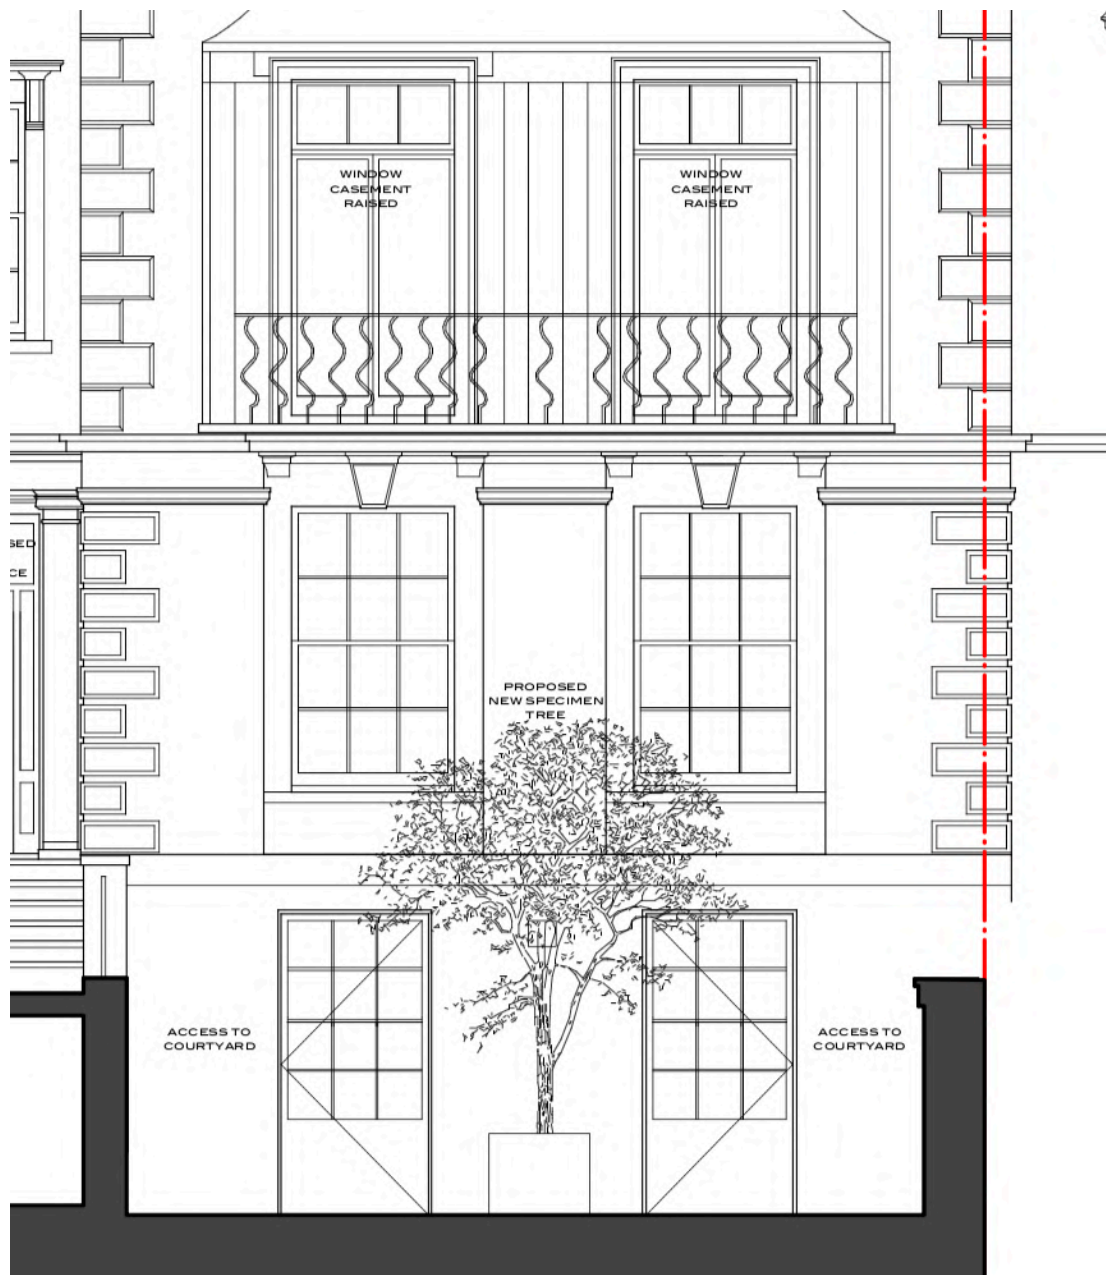 WINDOW
CASEMENT
RAISED
WINDOW
CASEMENT
RAISED
PROPOSED
NEW SPECIMEN
TREE
ACCESS TO
COURTYARD
ACCESS TO
COURTYARD